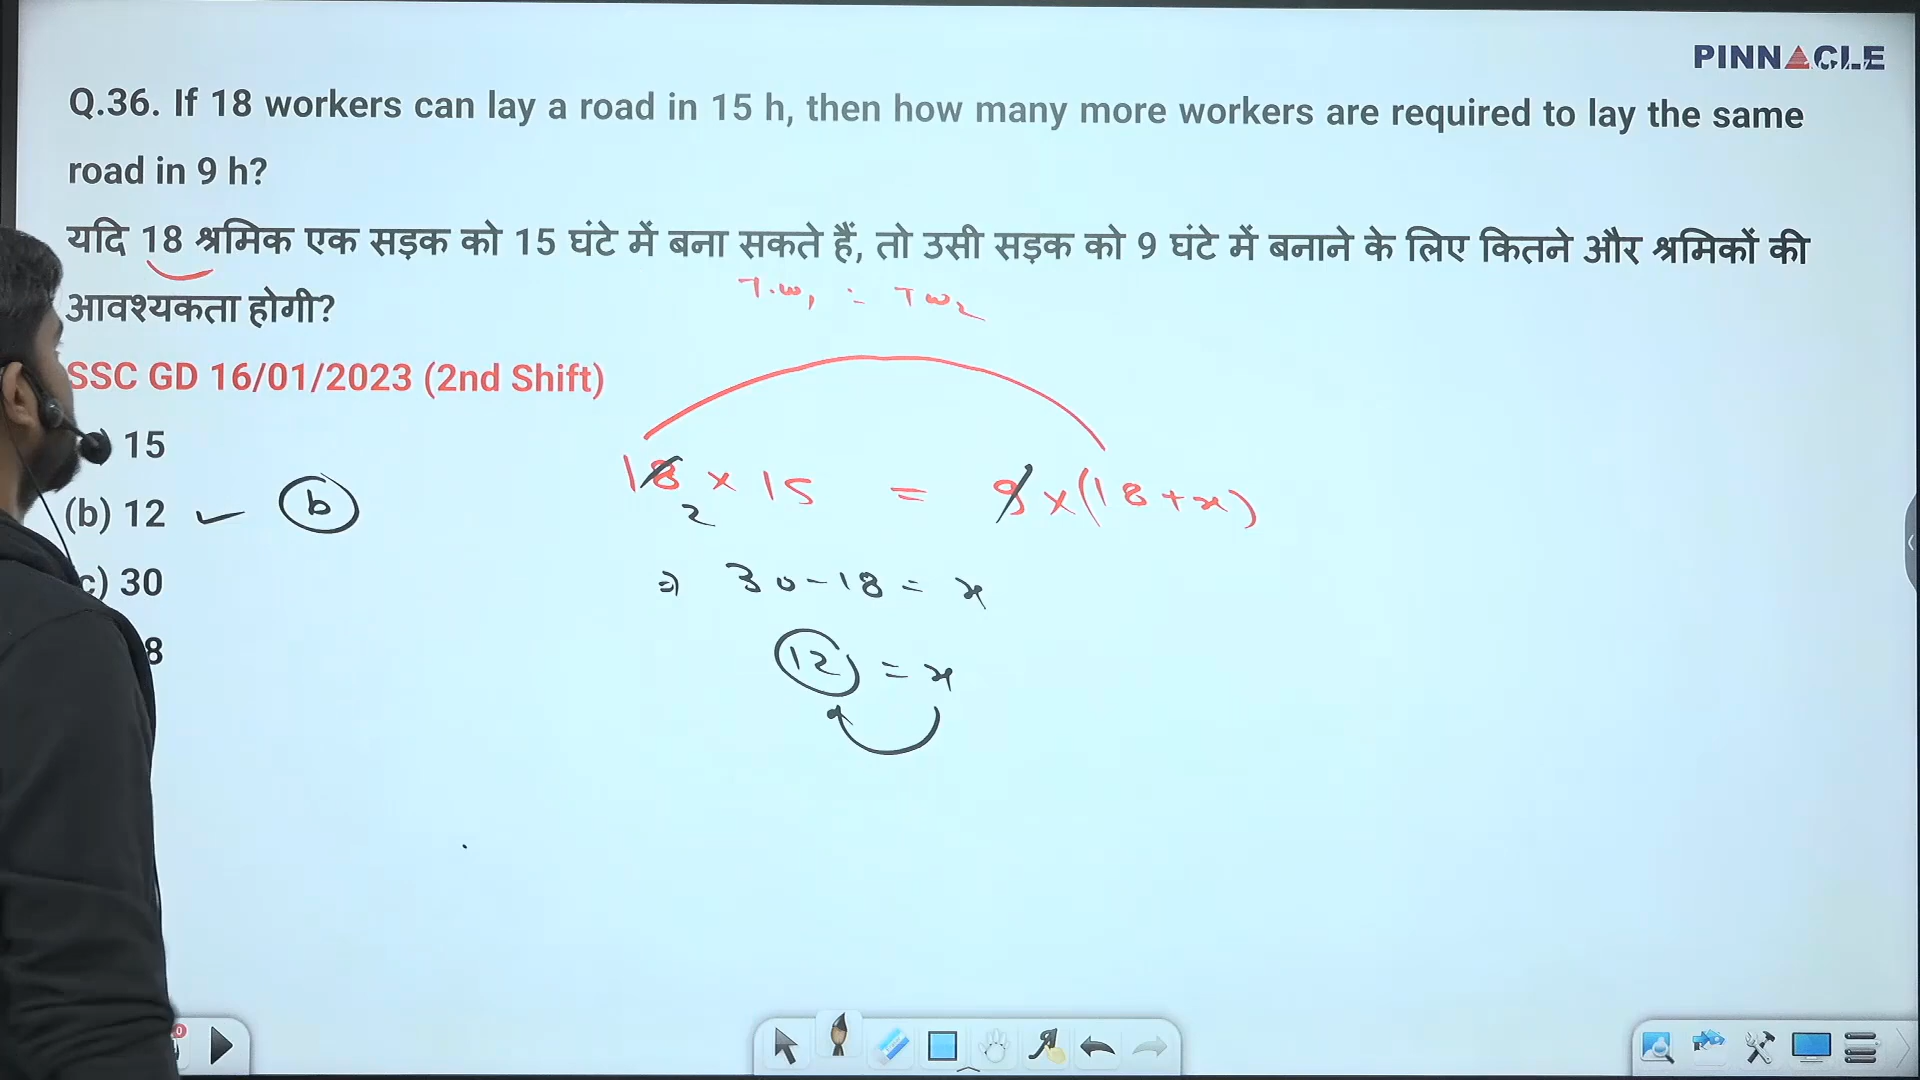 PINNACLE
Q.36. If 18 workers can lay a road in 15 h, then how many more workers are required to lay the same
road in 9 h?
यदि 18 श्रमिक एक सड़क को 15 घंटे में बना सकते हैं, तो उसी सड़क को 9 घंटे में बनाने के लिए कितने और श्रमिकों की
आवश्यकता होगी?
T.W₁ = TW₂
SSC GD 16/01/2023 (2nd Shift)
) 15
18 × 15 = 9 × (18 + x)
2
(b) 12 ✓ b
c) 30
⇒ 30 - 18 = x
8
12 = x